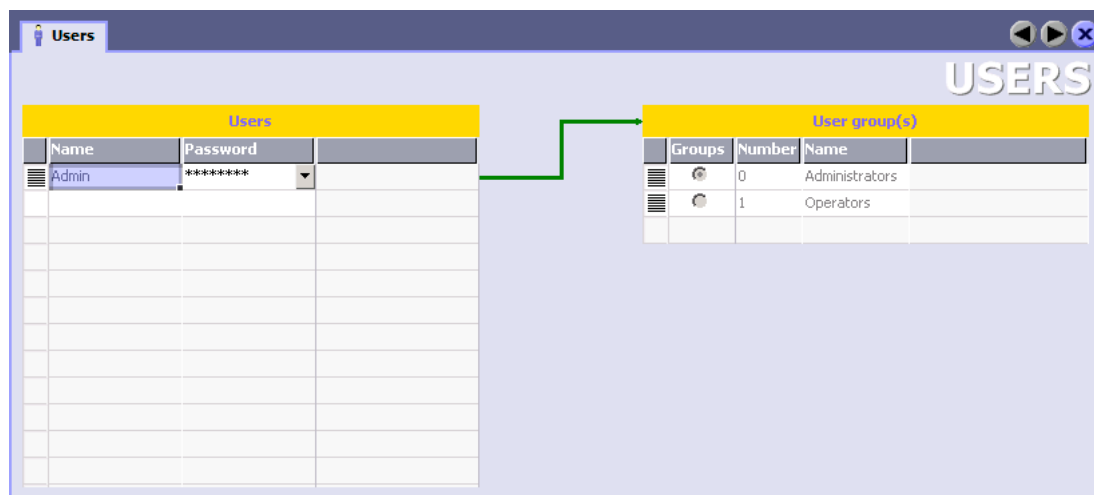 Users
USERS
Users
Name Password
Admin ********
User group(s)
Groups Number Name
0 Administrators
1 Operators